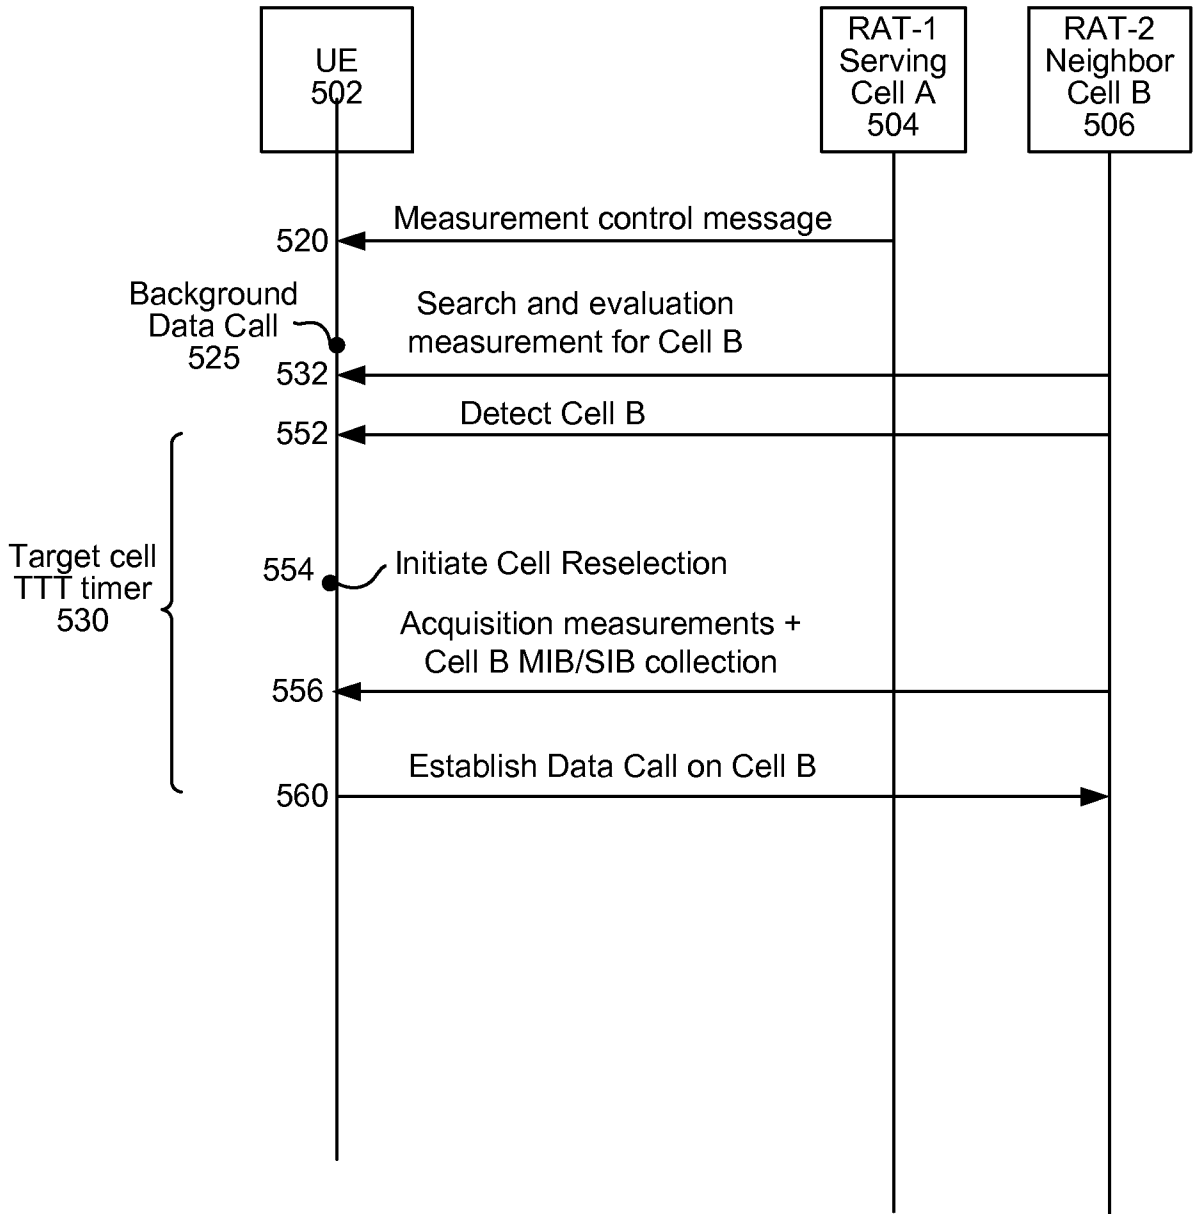 UE
502
RAT-1
Serving
Cell A
504
RAT-2
Neighbor
Cell B
506
Measurement control message
520
Background
Data Call
525
Search and evaluation
measurement for Cell B
532
Detect Cell B
552
Target cell
TTT timer
530
554
Initiate Cell Reselection
Acquisition measurements +
Cell B MIB/SIB collection
556
Establish Data Call on Cell B
560